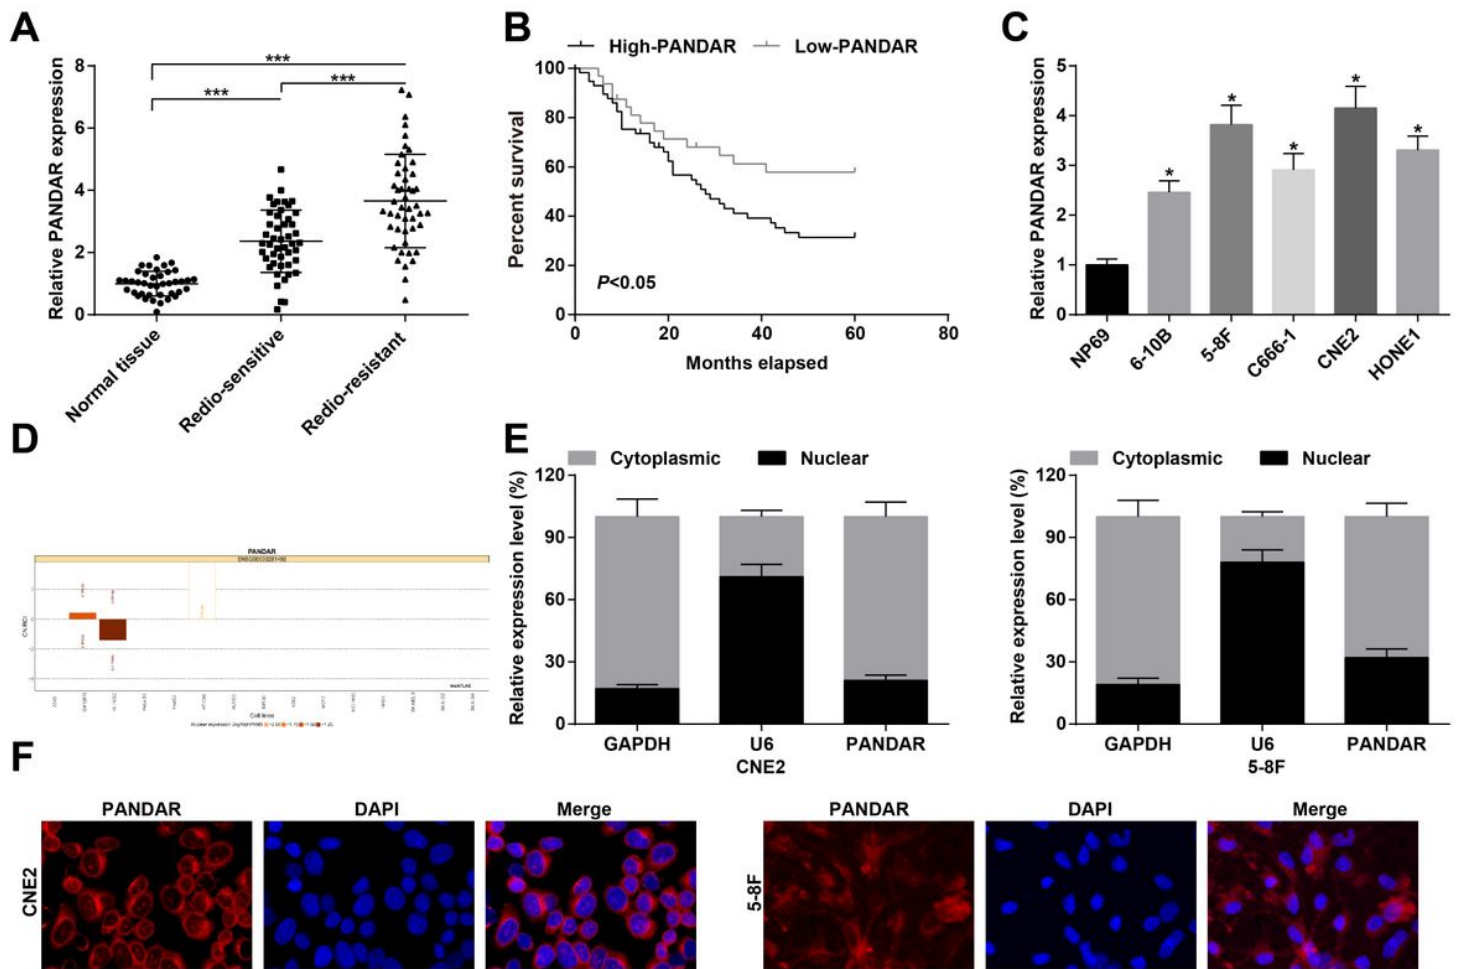 A
Relative PANDAR expression
8
6
4
2
0
***
***
***
Normal tissue
Redio-sensitive
Redio-resistant
B
High-PANDAR
Low-PANDAR
Percent survival
100
80
60
40
20
0
P<0.05
0 20 40 60 80
Months elapsed
C
Relative PANDAR expression
5
4
3
2
1
0
* * * * *
NP69
6-10B
5-8F
C666-1
CNE2
HONE1
D
PANDAR
CN RCI
Cell lines
E
Cytoplasmic Nuclear
Relative expression level (%)
120
90
60
30
0
GAPDH U6 PANDAR
CNE2
Cytoplasmic Nuclear
Relative expression level (%)
120
90
60
30
0
GAPDH U6 PANDAR
5-8F
F
PANDAR DAPI Merge
CNE2
PANDAR DAPI Merge
5-8F